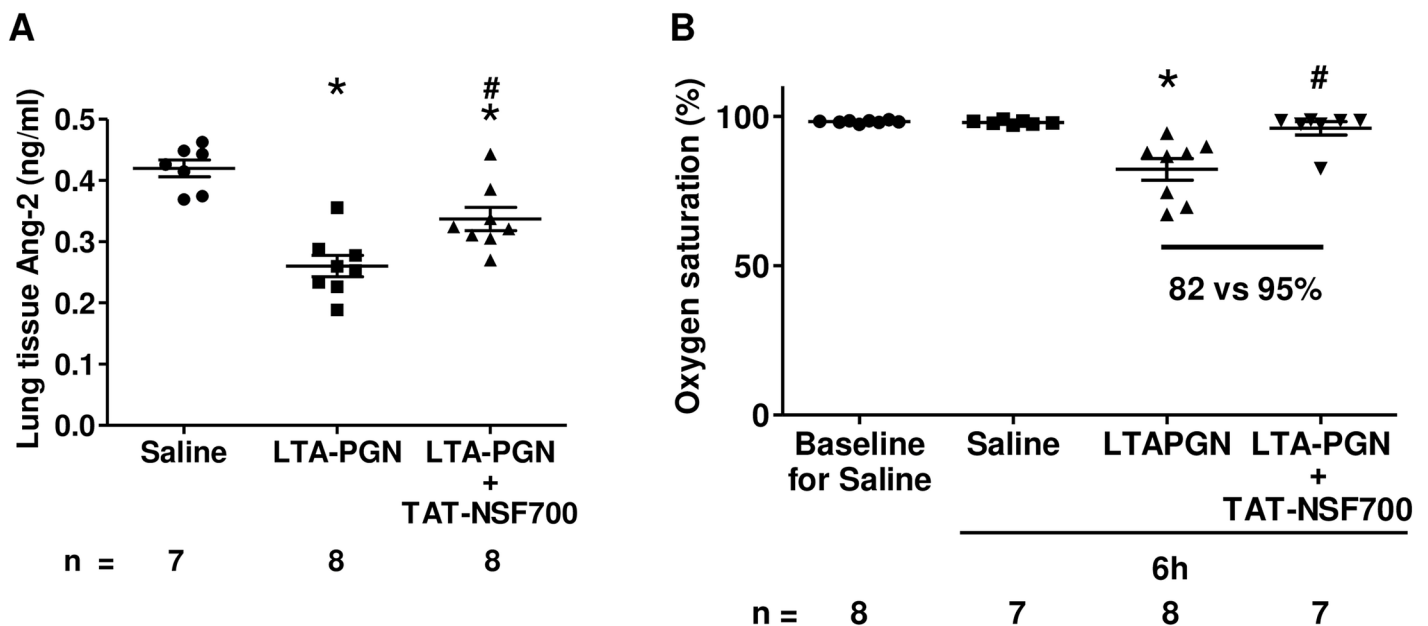 A
Lung tissue Ang-2 (ng/ml)
0.5
0.4
0.3
0.2
0.1
0.0
*
#
*
Saline
LTA-PGN
LTA-PGN
+
TAT-NSF700
n = 7 8 8
B
Oxygen saturation (%)
100
50
0
*
#
82 vs 95%
Baseline
for Saline
Saline
LTAPGN
LTA-PGN
+
TAT-NSF700
6h
n = 8 7 8 7